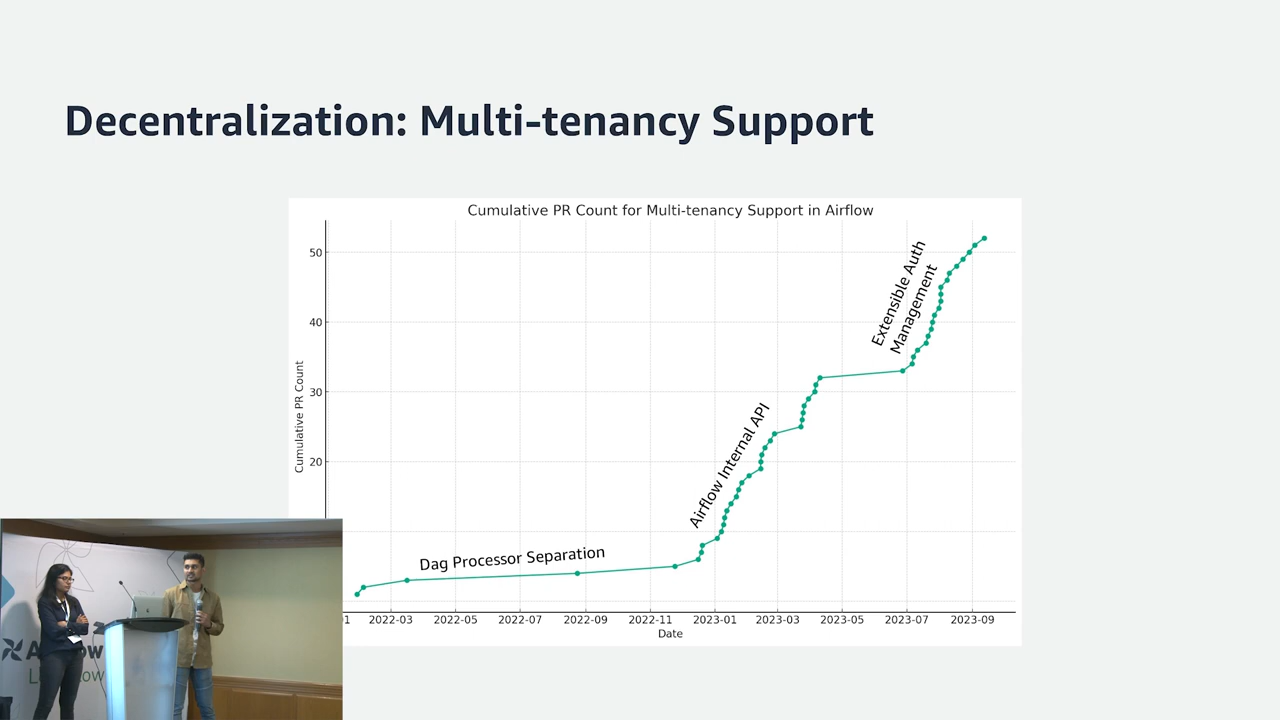 Decentralization: Multi-tenancy Support
Cumulative PR Count for Multi-tenancy Support in Airflow
Cumulative PR Count
50
40
30
20
Extensible Auth
Management
Airflow Internal API
Dag Processor Separation
2022-03
2022-05
2022-07
2022-09
2022-11
2023-01
2023-03
2023-05
2023-07
2023-09
Date